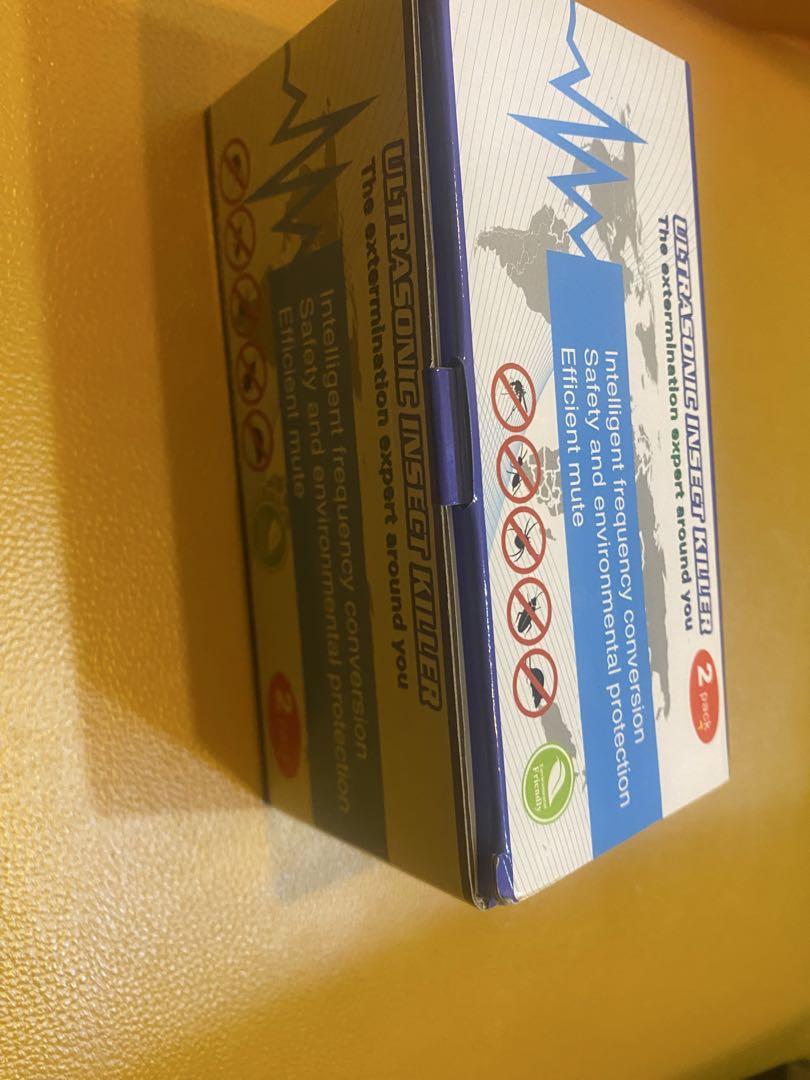 ULTRASONIC INSECT KILLER
The extermination expert around you
2 pack
Intelligent frequency conversion
Safety and environmental protection
Efficient mute
Friendly
ULTRASONIC INSECT KILLER
The extermination expert around you
Intelligent frequency conversion
Safety and environmental protection
Efficient mute
2